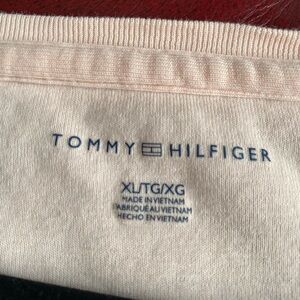 TOMMY HILFIGER
XL/TG/XG
MADE IN VIETNAM
FABRIQUÉ AU VIETNAM
HECHO EN VIETNAM